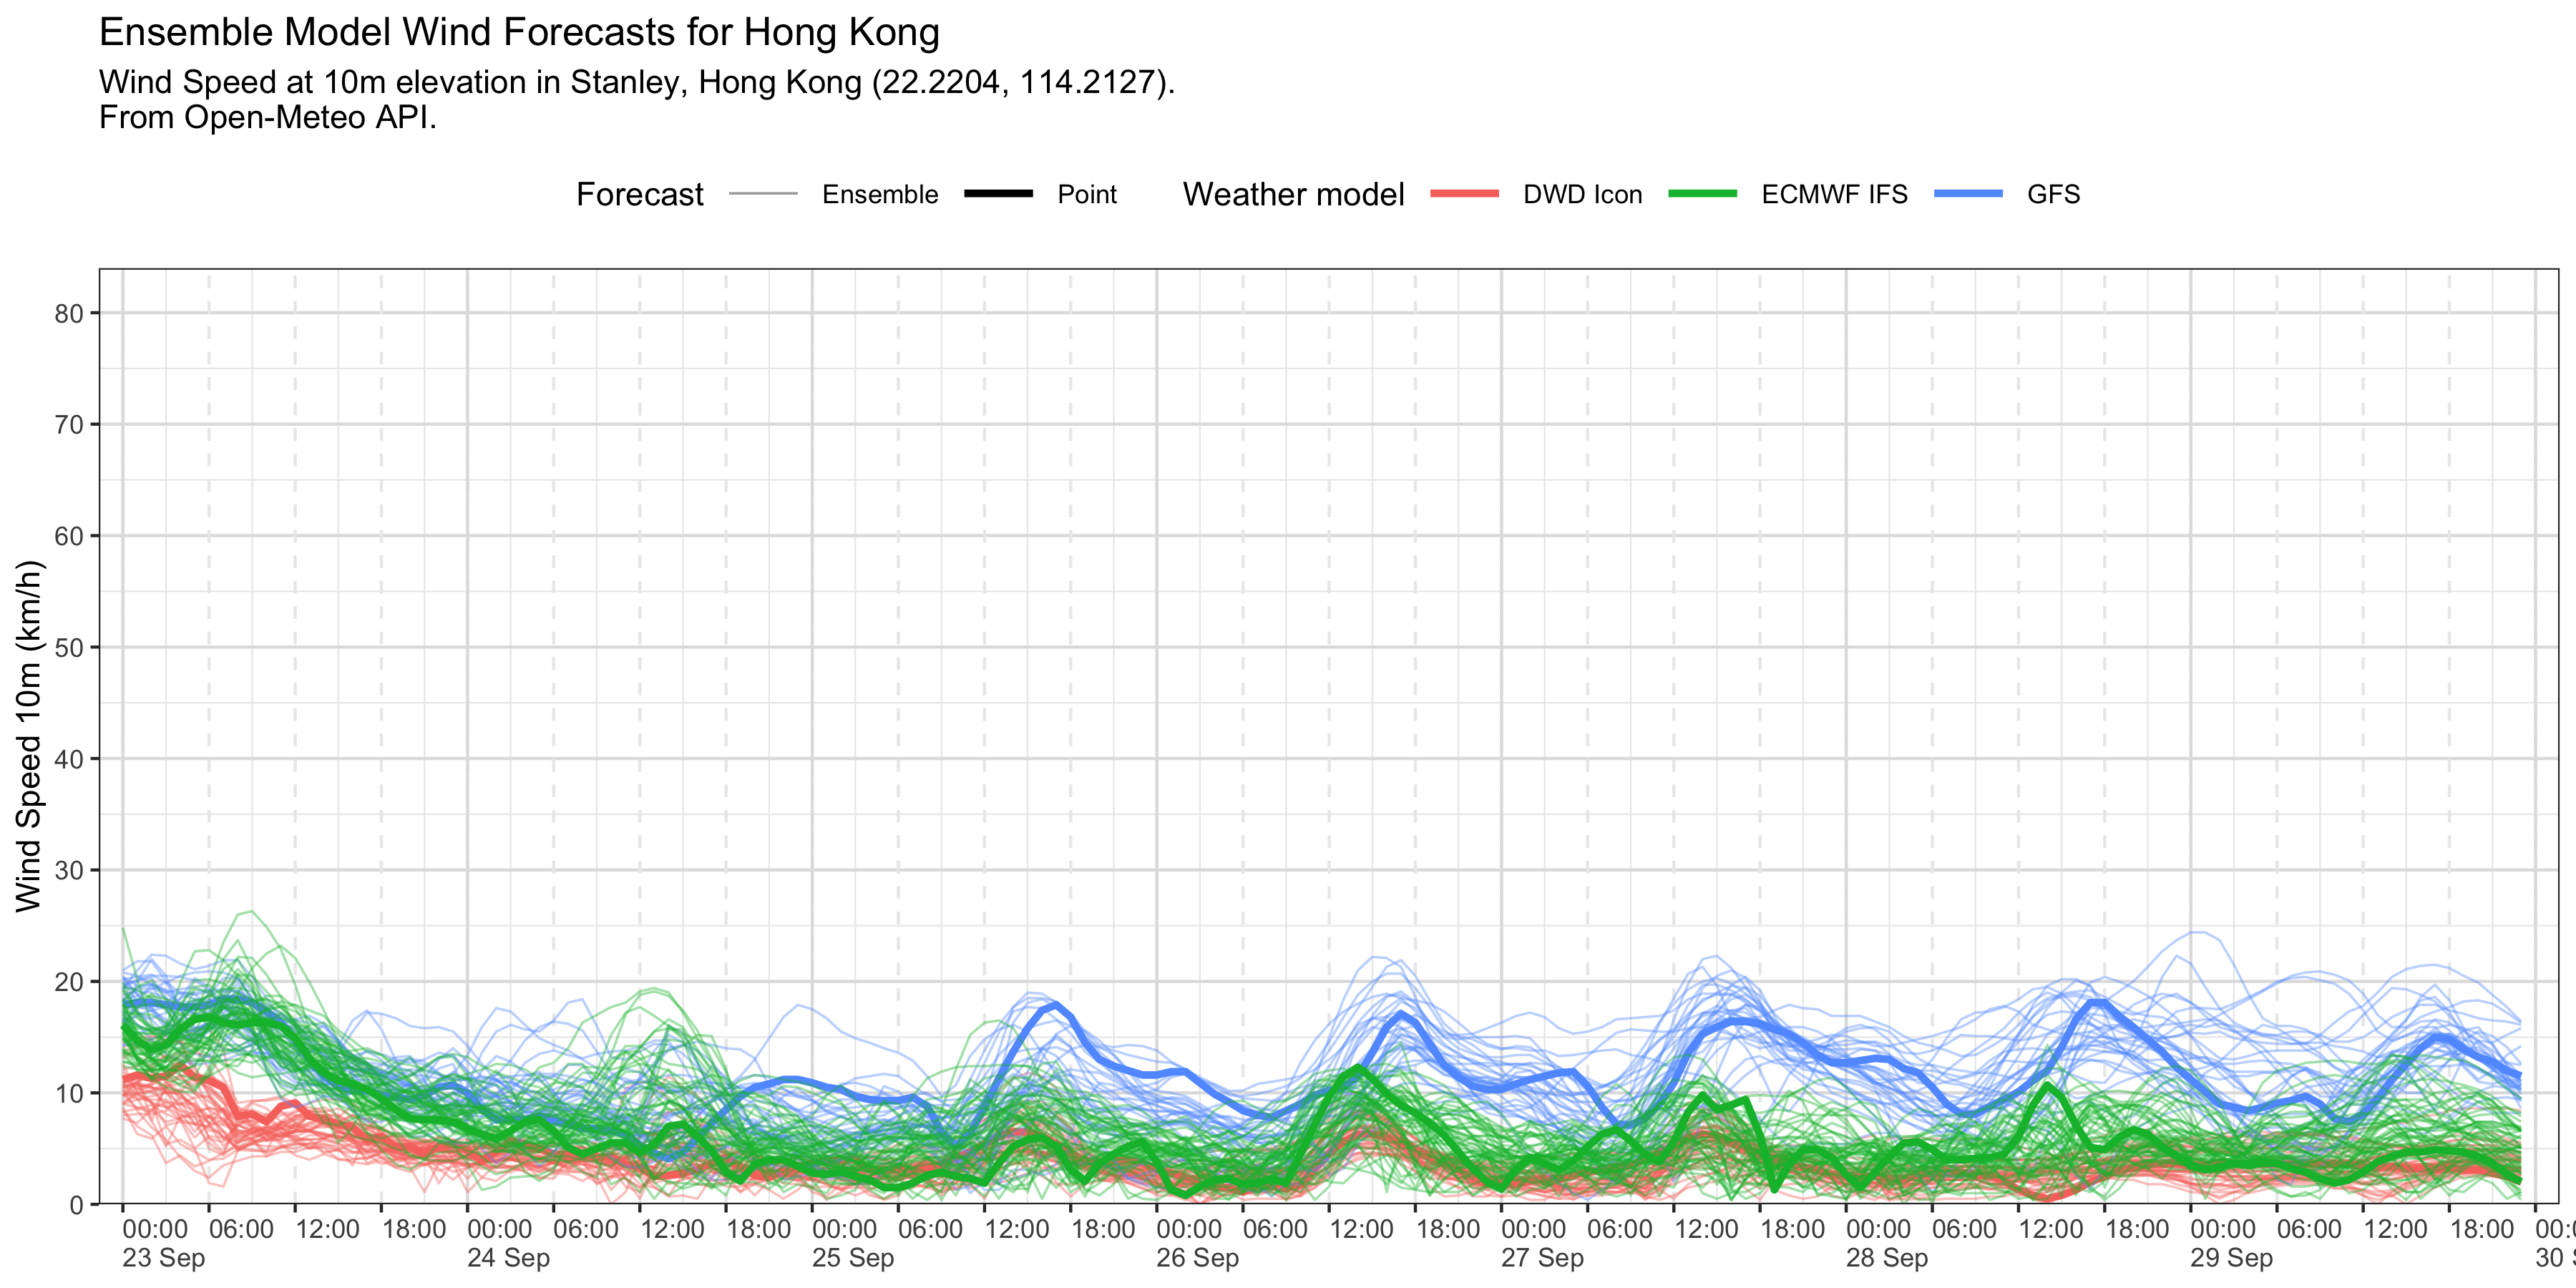 Ensemble Model Wind Forecasts for Hong Kong
Wind Speed at 10m elevation in Stanley, Hong Kong (22.2204, 114.2127).
From Open-Meteo API.
Forecast Ensemble Point Weather model DWD Icon ECMWF IFS GFS
Wind Speed 10m (km/h)
80
70
60
50
40
30
20
10
0
00:00 06:00 12:00 18:00 00:00 06:00 12:00 18:00 00:00 06:00 12:00 18:00 00:00 06:00 12:00 18:00 00:00 06:00 12:00 18:00 00:00 06:00 12:00 18:00 00:00 06:00 12:00 18:00
23 Sep 24 Sep 25 Sep 26 Sep 27 Sep 28 Sep 29 Sep 30